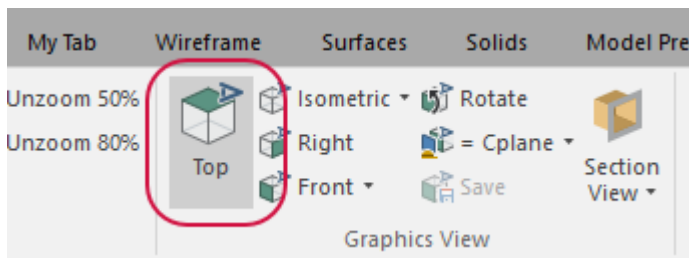 My Tab Wireframe Surfaces Solids Model Pre
Unzoom 50%
Unzoom 80%
Top
Isometric
Right
Front
Rotate
= Cplane
Save
Section
View
Graphics View